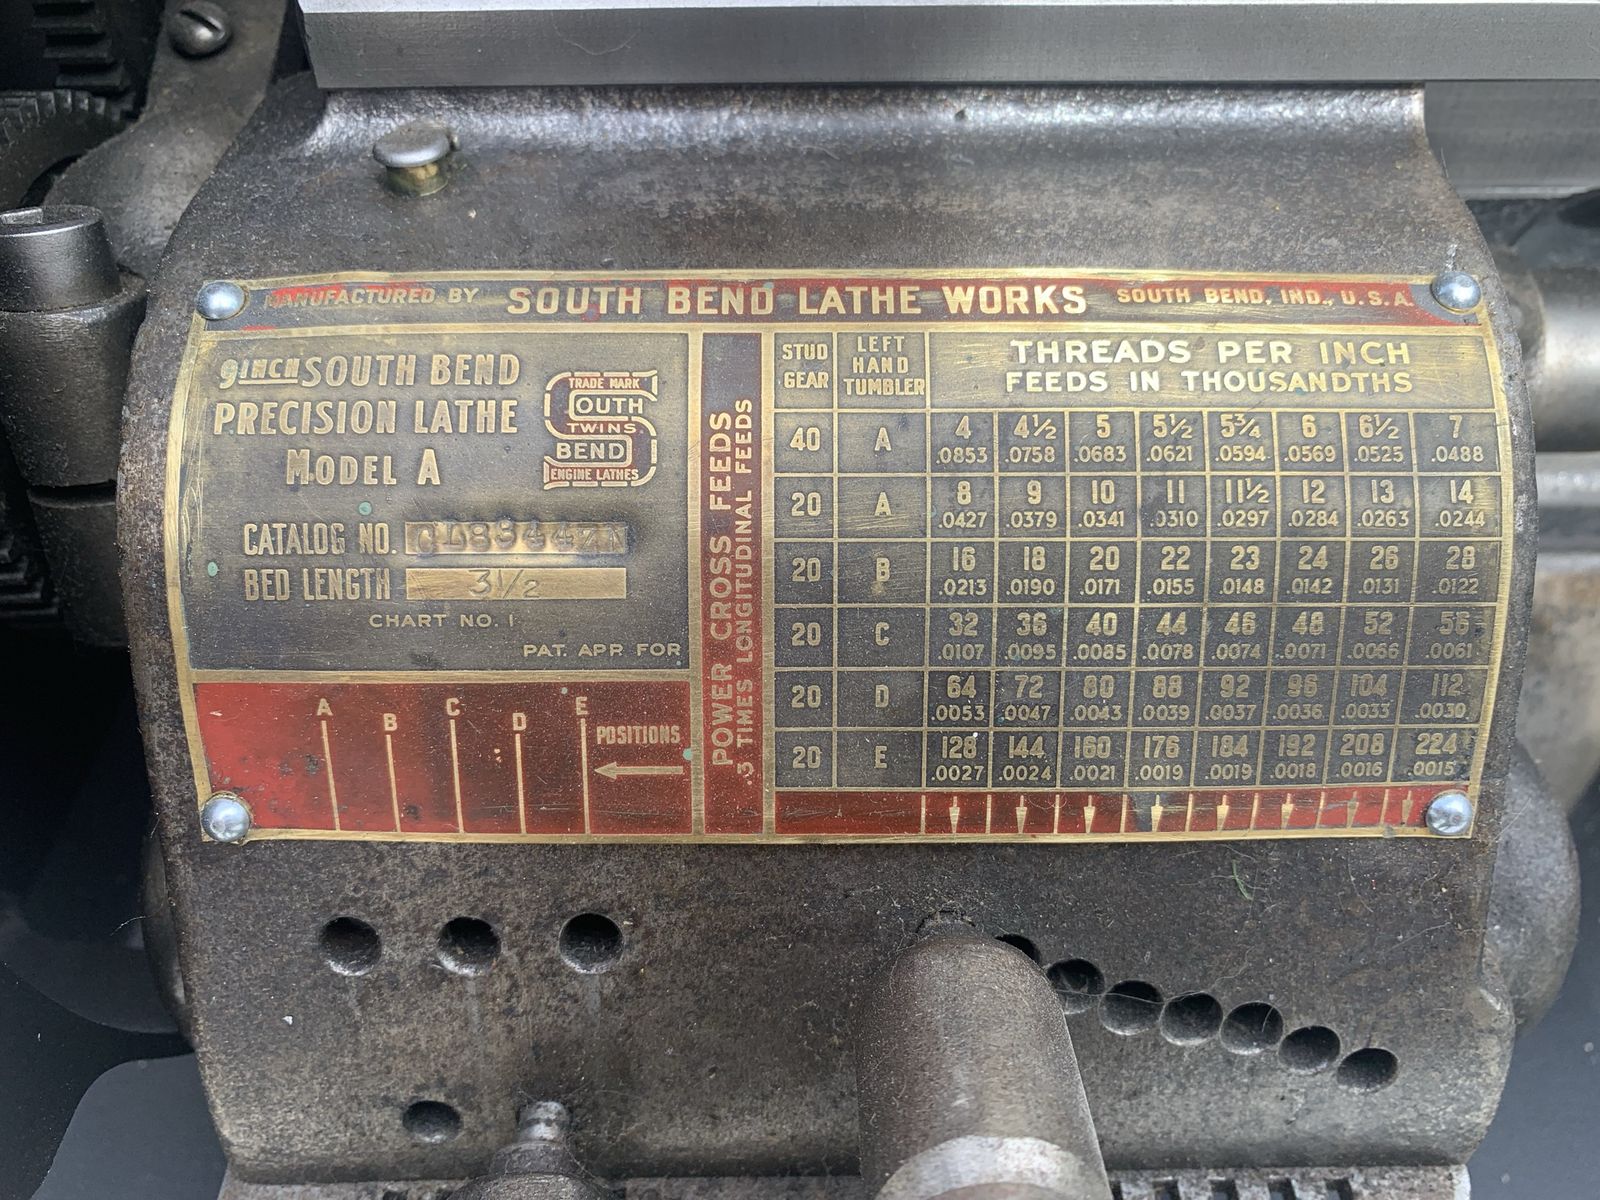 MANUFACTURED BY SOUTH BEND LATHE WORKS SOUTH BEND, IND., U.S.A.
9 INCH SOUTH BEND
PRECISION LATHE
MODEL A
TRADE MARK
SOUTH
TWINS
BEND
ENGINE LATHES
CATALOG NO.
BED LENGTH 3 1/2
CHART NO. 1
PAT. APR FOR
A B C D E
POSITIONS
POWER CROSS FEEDS
.3 TIMES LONGITUDINAL FEEDS
STUD GEAR LEFT HAND TUMBLER THREADS PER INCH
FEEDS IN THOUSANDTHS
40 A 4 4½ 5 5½ 5¾ 6 6½ 7
.0853 .0758 .0683 .0621 .0594 .0569 .0525 .0488
20 A 8 9 10 11 11½ 12 13 14
.0427 .0379 .0341 .0310 .0297 .0284 .0263 .0244
20 B 16 18 20 22 23 24 26 28
.0213 .0190 .0171 .0155 .0148 .0142 .0131 .0122
20 C 32 36 40 44 46 48 52 56
.0107 .0095 .0085 .0078 .0074 .0071 .0066 .0061
20 D 64 72 80 88 92 96 104 112
.0053 .0047 .0043 .0039 .0037 .0036 .0033 .0030
20 E 128 144 160 176 184 192 208 224
.0027 .0024 .0021 .0019 .0019 .0018 .0016 .0015